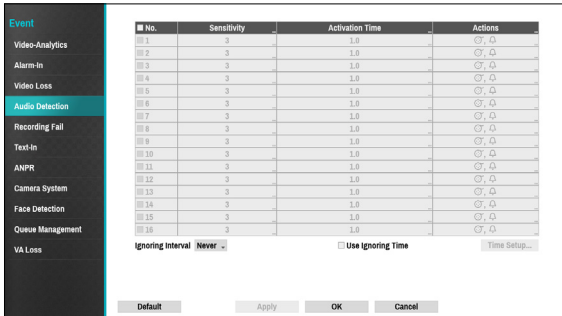 Event
Video-Analytics
Alarm-In
Video Loss
Audio Detection
Recording Fail
Text-In
ANPR
Camera System
Face Detection
Queue Management
VA Loss
No. Sensitivity Activation Time Actions
1 3 1.0
2 3 1.0
3 3 1.0
4 3 1.0
5 3 1.0
6 3 1.0
7 3 1.0
8 3 1.0
9 3 1.0
10 3 1.0
11 3 1.0
12 3 1.0
13 3 1.0
14 3 1.0
15 3 1.0
16 3 1.0
Ignoring Interval Never Use Ignoring Time Time Setup...
Default Apply OK Cancel